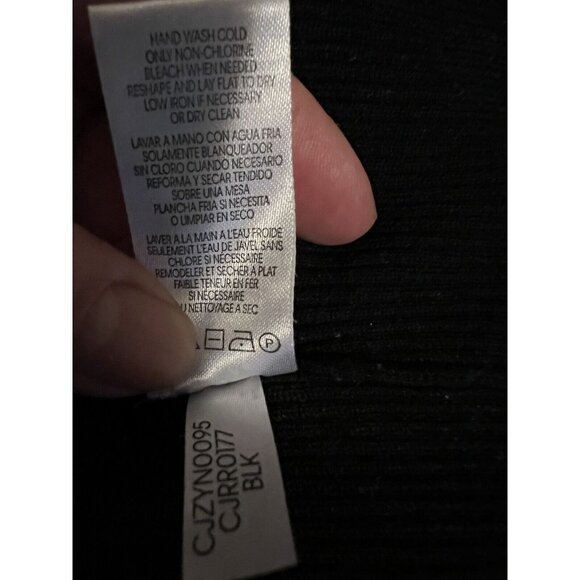 HAND WASH COLD
ONLY NON-CHLORINE
BLEACH WHEN NEEDED
RESHAPE AND LAY FLAT TO DRY
LOW IRON IF NECESSARY
OR DRY CLEAN
LAVAR A MANO CON AGUA FRIA
SOLAMENTE BLANQUEADOR
SIN CLORO CUANDO NECESARIO
REFORMA Y SECAR TENDIDO
SOBRE UNA MESA
PLANCHA FRIA SI NECESITA
O LIMPIAR EN SECO
LAVER A LA MAIN A L'EAU FROIDE
SEULEMENT L'EAU DE JAVEL SANS
CHLORE SI NÉCESSAIRE
REMODELER ET SECHER A PLAT
FAIBLE TENEUR EN FER
SI NÉCESSAIRE
U NETTOYAGE A SEC
P
CJZYN0095
CJRR0177
BLK